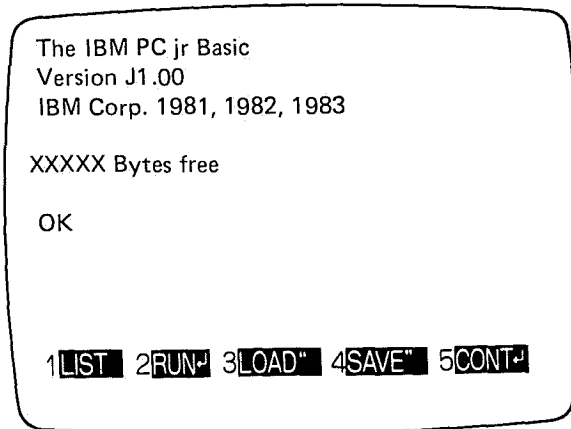 The IBM PC jr Basic
Version J1.00
IBM Corp. 1981, 1982, 1983
XXXXX Bytes free
OK
1LIST 2RUN↵ 3LOAD" 4SAVE" 5CONT↵